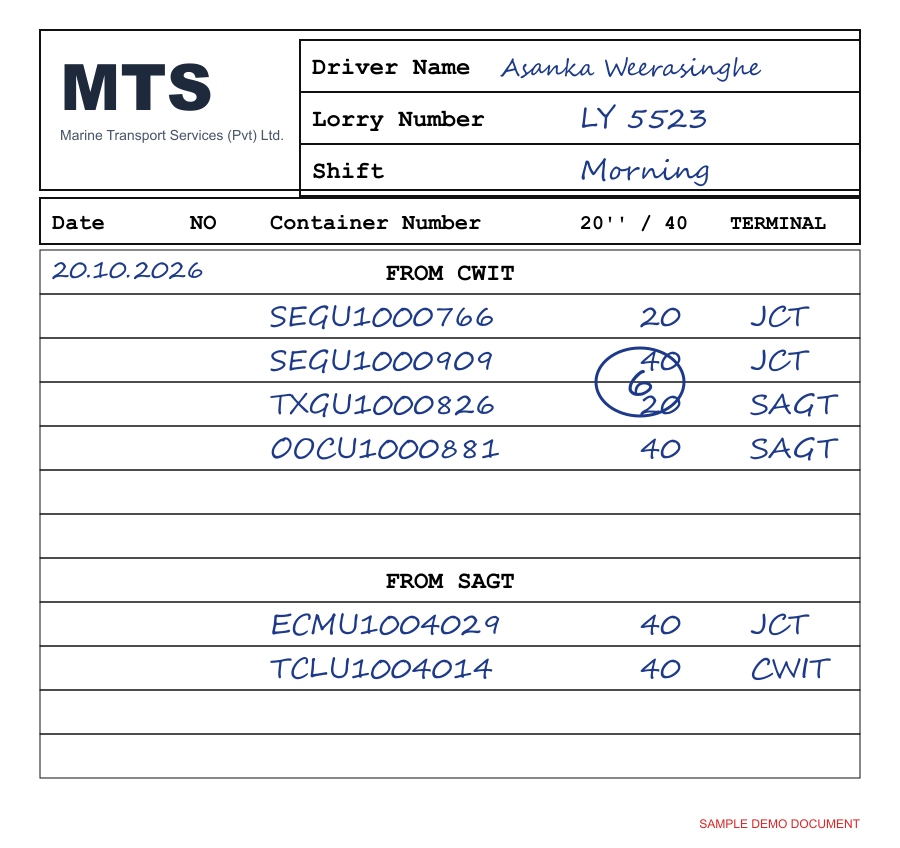 MTS
Marine Transport Services (Pvt) Ltd.
Driver Name Asanka Weerasinghe
Lorry Number LY 5523
Shift Morning
Date NO Container Number 20'' / 40 TERMINAL
20.10.2026 FROM CWIT
SEGU1000766 20 JCT
SEGU1000909 40 JCT
6
TXGU1000826 20 SAGT
OOCU1000881 40 SAGT
FROM SAGT
ECMU1004029 40 JCT
TCLU1004014 40 CWIT
SAMPLE DEMO DOCUMENT